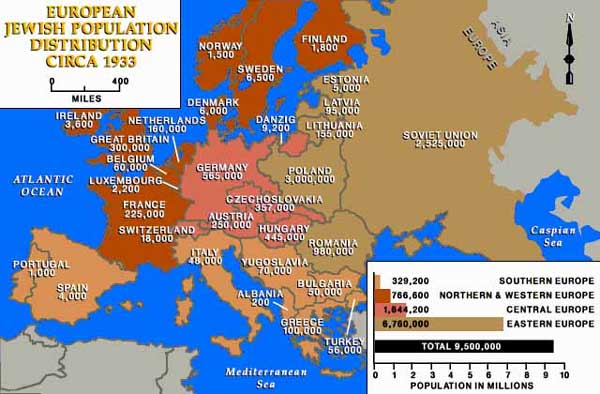 EUROPEAN
JEWISH POPULATION
DISTRIBUTION
CIRCA 1933
0 400
MILES
N
ASIA
EUROPE
NORWAY
1,500
SWEDEN
6,500
FINLAND
1,800
ESTONIA
5,000
LATVIA
95,000
LITHUANIA
155,000
DENMARK
6,000
DANZIG
9,200
IRELAND
3,600
NETHERLANDS
160,000
GREAT BRITAIN
300,000
BELGIUM
60,000
LUXEMBOURG
2,200
GERMANY
565,000
POLAND
3,000,000
SOVIET UNION
2,525,000
ATLANTIC
OCEAN
FRANCE
225,000
SWITZERLAND
18,000
CZECHOSLOVAKIA
357,000
AUSTRIA
250,000
HUNGARY
445,000
ROMANIA
980,000
Caspian
Sea
PORTUGAL
1,000
SPAIN
4,000
ITALY
48,000
YUGOSLAVIA
70,000
BULGARIA
50,000
ALBANIA
200
GREECE
100,000
TURKEY
56,000
Mediterranean
Sea
329,200 SOUTHERN EUROPE
766,600 NORTHERN & WESTERN EUROPE
1,644,200 CENTRAL EUROPE
6,760,000 EASTERN EUROPE
TOTAL 9,500,000
0 1 2 3 4 5 6 7 8 9 10
POPULATION IN MILLIONS